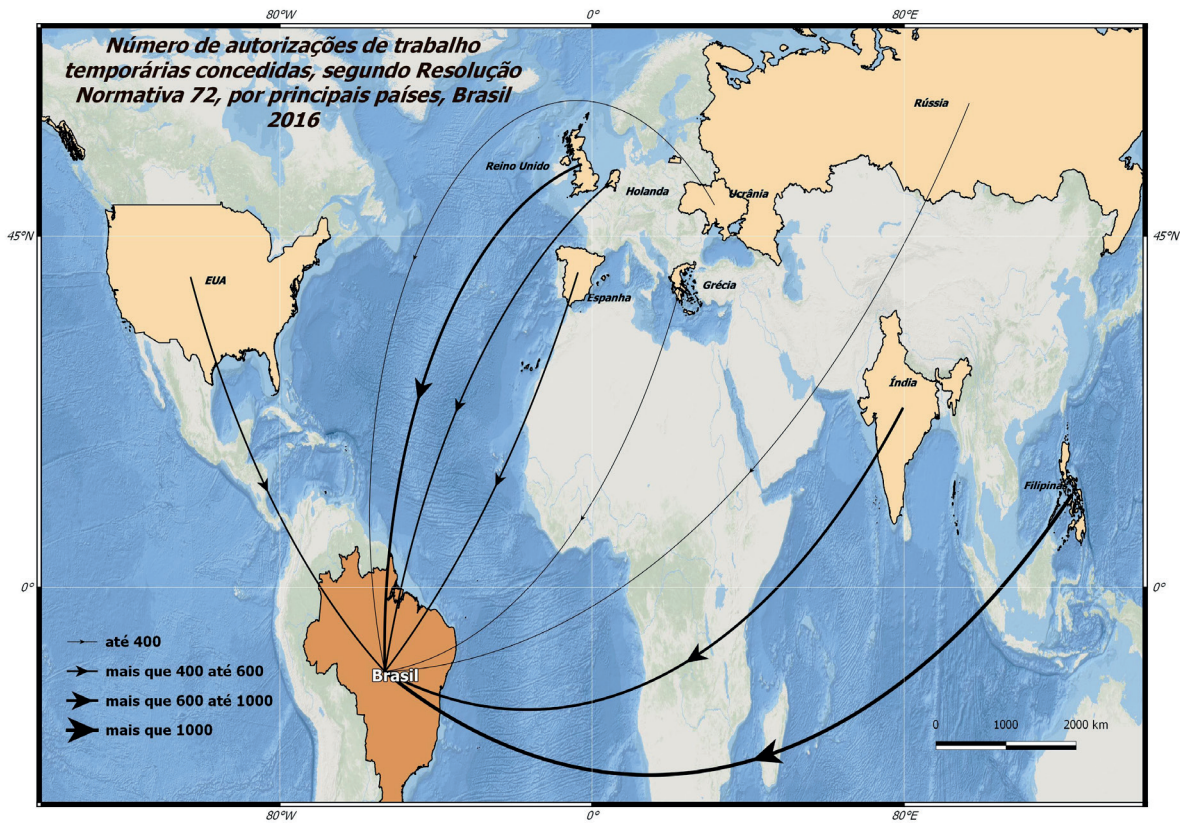 80°W 0° 80°E
Número de autorizações de trabalho
temporárias concedidas, segundo Resolução
Normativa 72, por principais países, Brasil
2016
Rússia
Reino Unido
Holanda
Ucrânia
45°N 45°N
EUA
Espanha
Grécia
Índia
Filipinas
0° 0°
até 400
mais que 400 até 600
mais que 600 até 1000
mais que 1000
Brasil
0 1000 2000 km
80°W 0° 80°E